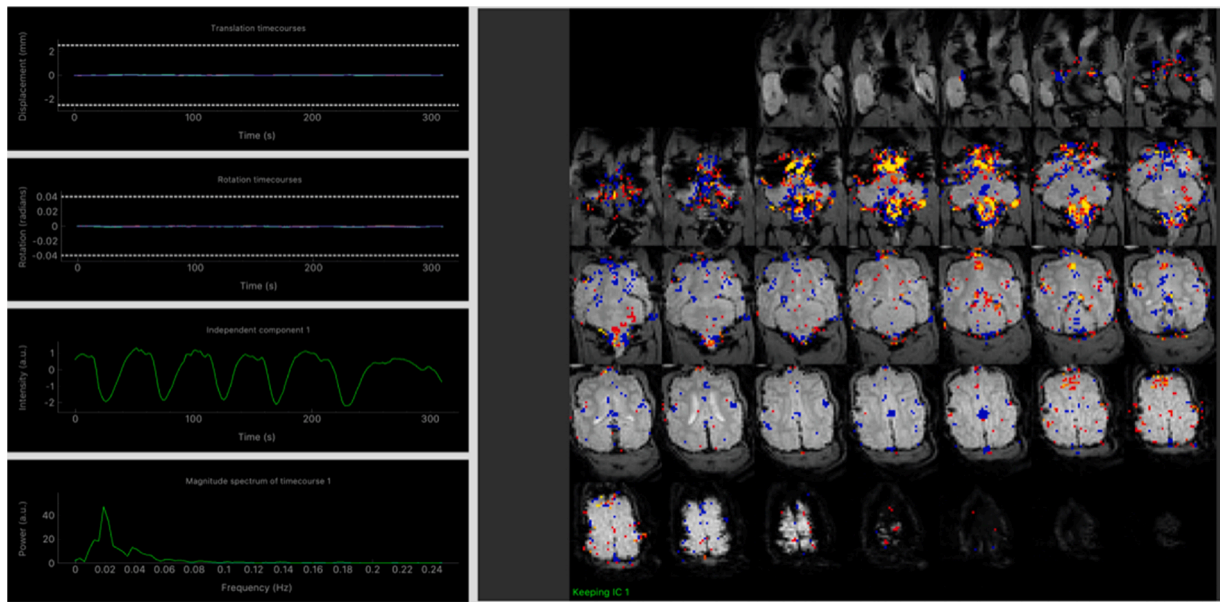 Translation timecourses
Displacement (mm)
2
0
-2
0 100 200 300
Time (s)
Rotation timecourses
Rotation (radians)
0.04
0.02
0
-0.02
-0.04
0 100 200 300
Time (s)
Independent component 1
Intensity (a.u.)
1
0
-1
-2
0 100 200 300
Time (s)
Magnitude spectrum of timecourse 1
Power (a.u.)
40
20
0
0 0.02 0.04 0.06 0.08 0.1 0.12 0.14 0.16 0.18 0.2 0.22 0.24
Frequency (Hz)
Keeping IC 1